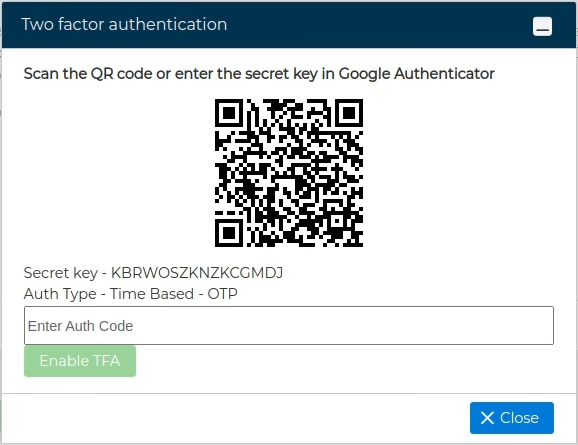 Two factor authentication
Scan the QR code or enter the secret key in Google Authenticator
Secret key - KBRWOSZKNZKCGMDJ
Auth Type - Time Based - OTP
Enter Auth Code
Enable TFA
Close